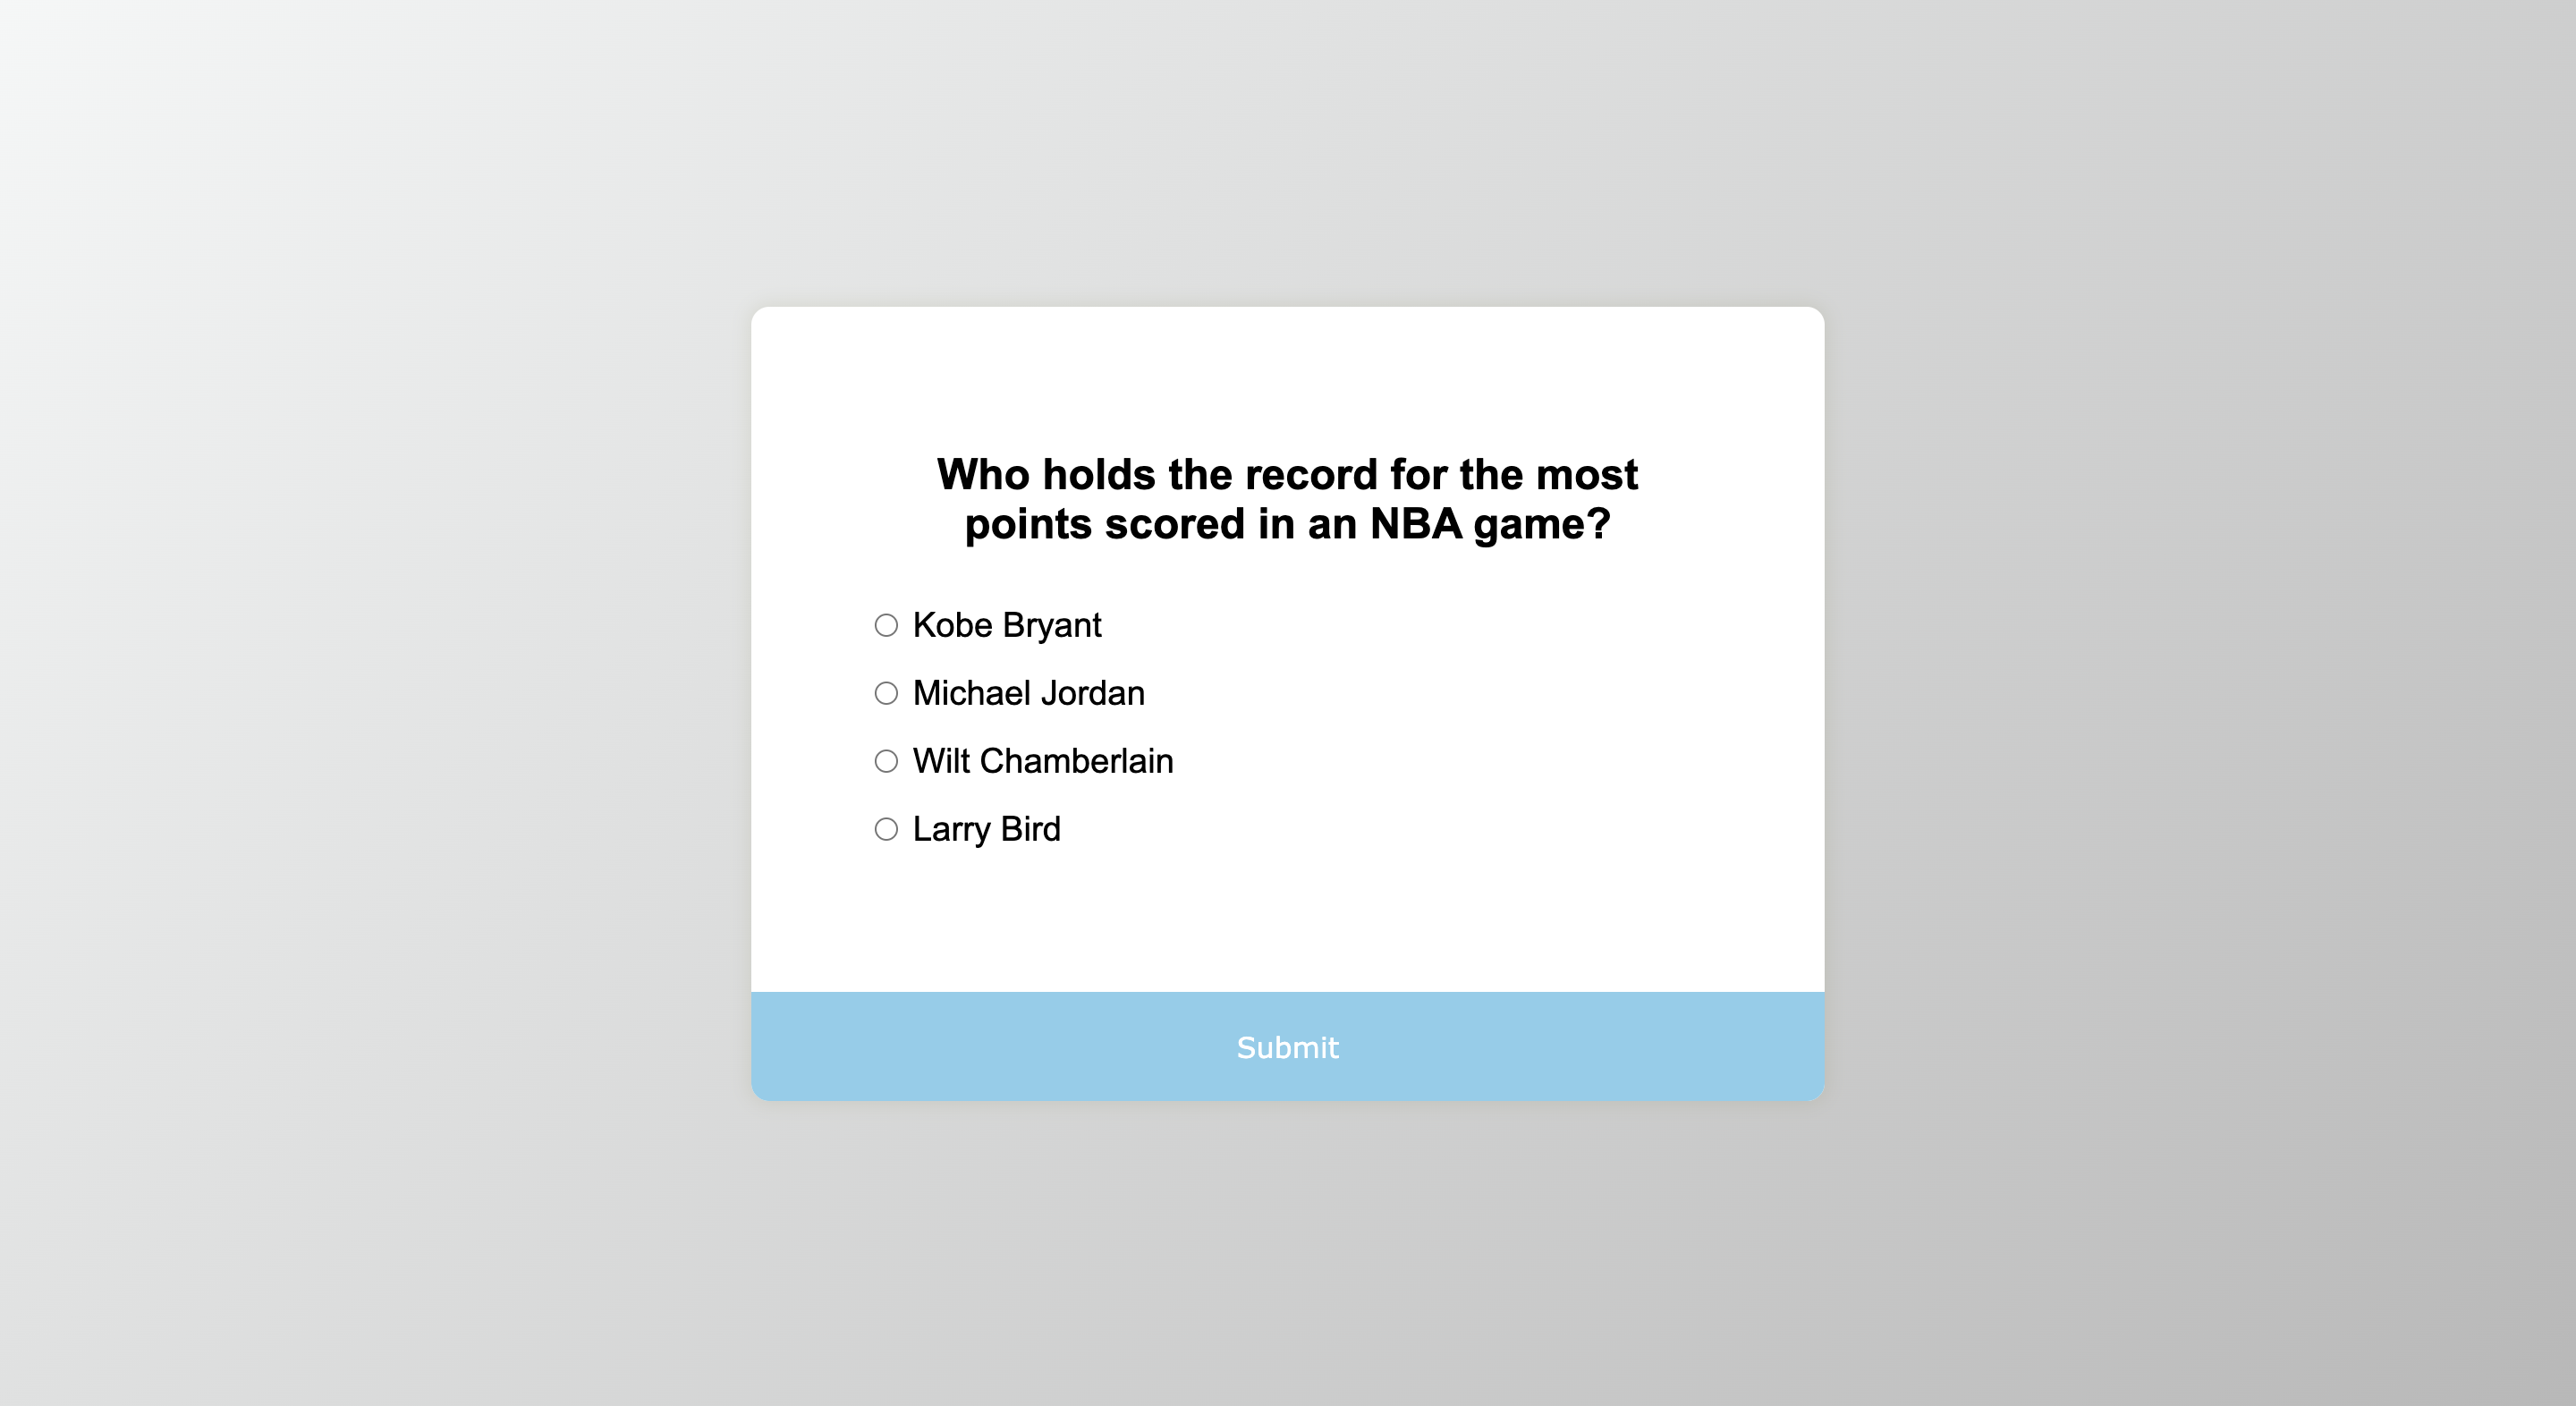 Who holds the record for the most
points scored in an NBA game?
Kobe Bryant
Michael Jordan
Wilt Chamberlain
Larry Bird
Submit